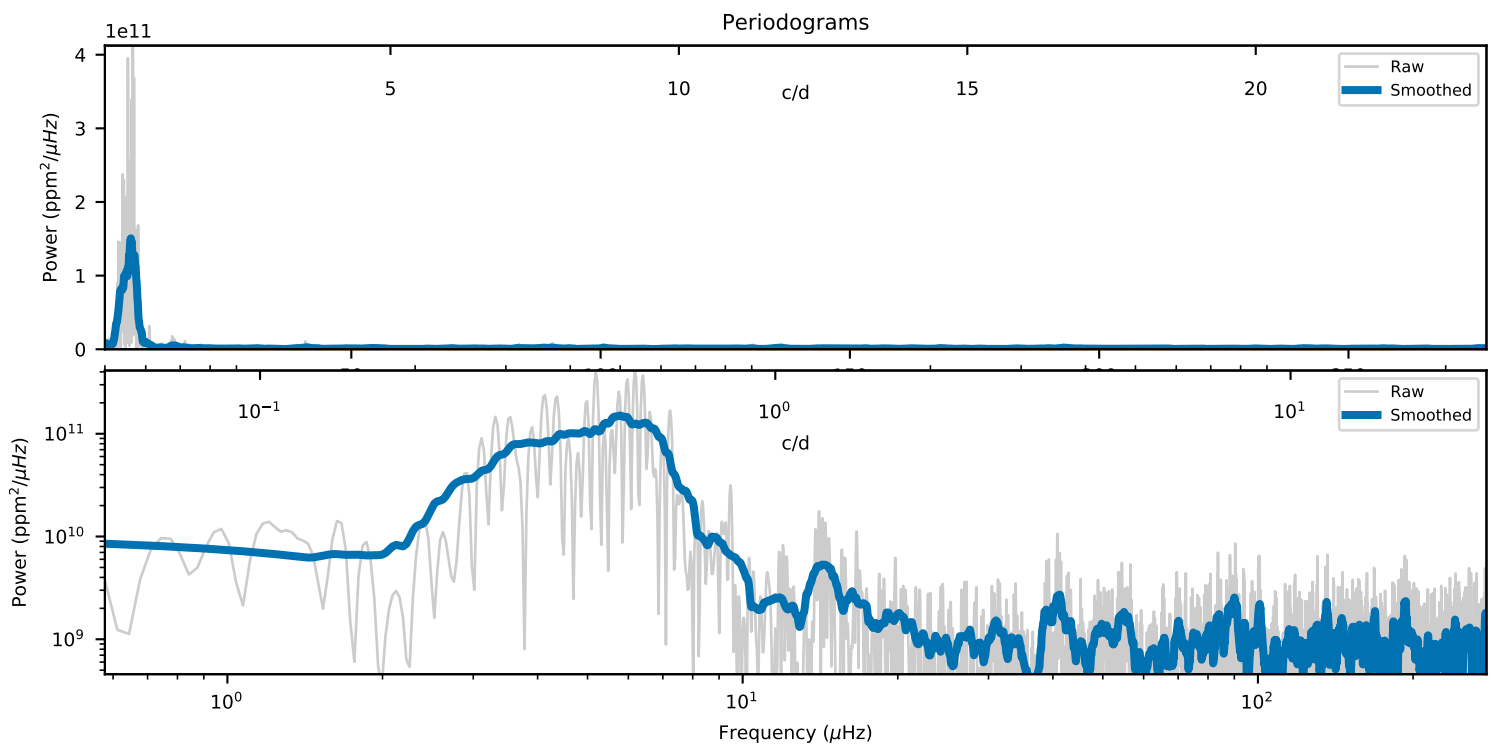 Periodograms
1e11
4
3
2
1
0
Power (ppm²/µHz)
5
10
15
20
c/d
Raw
Smoothed
10⁻¹
10⁰
10¹
c/d
Raw
Smoothed
10¹¹
10¹⁰
10⁹
Power (ppm²/µHz)
10⁰
10¹
10²
Frequency (µHz)